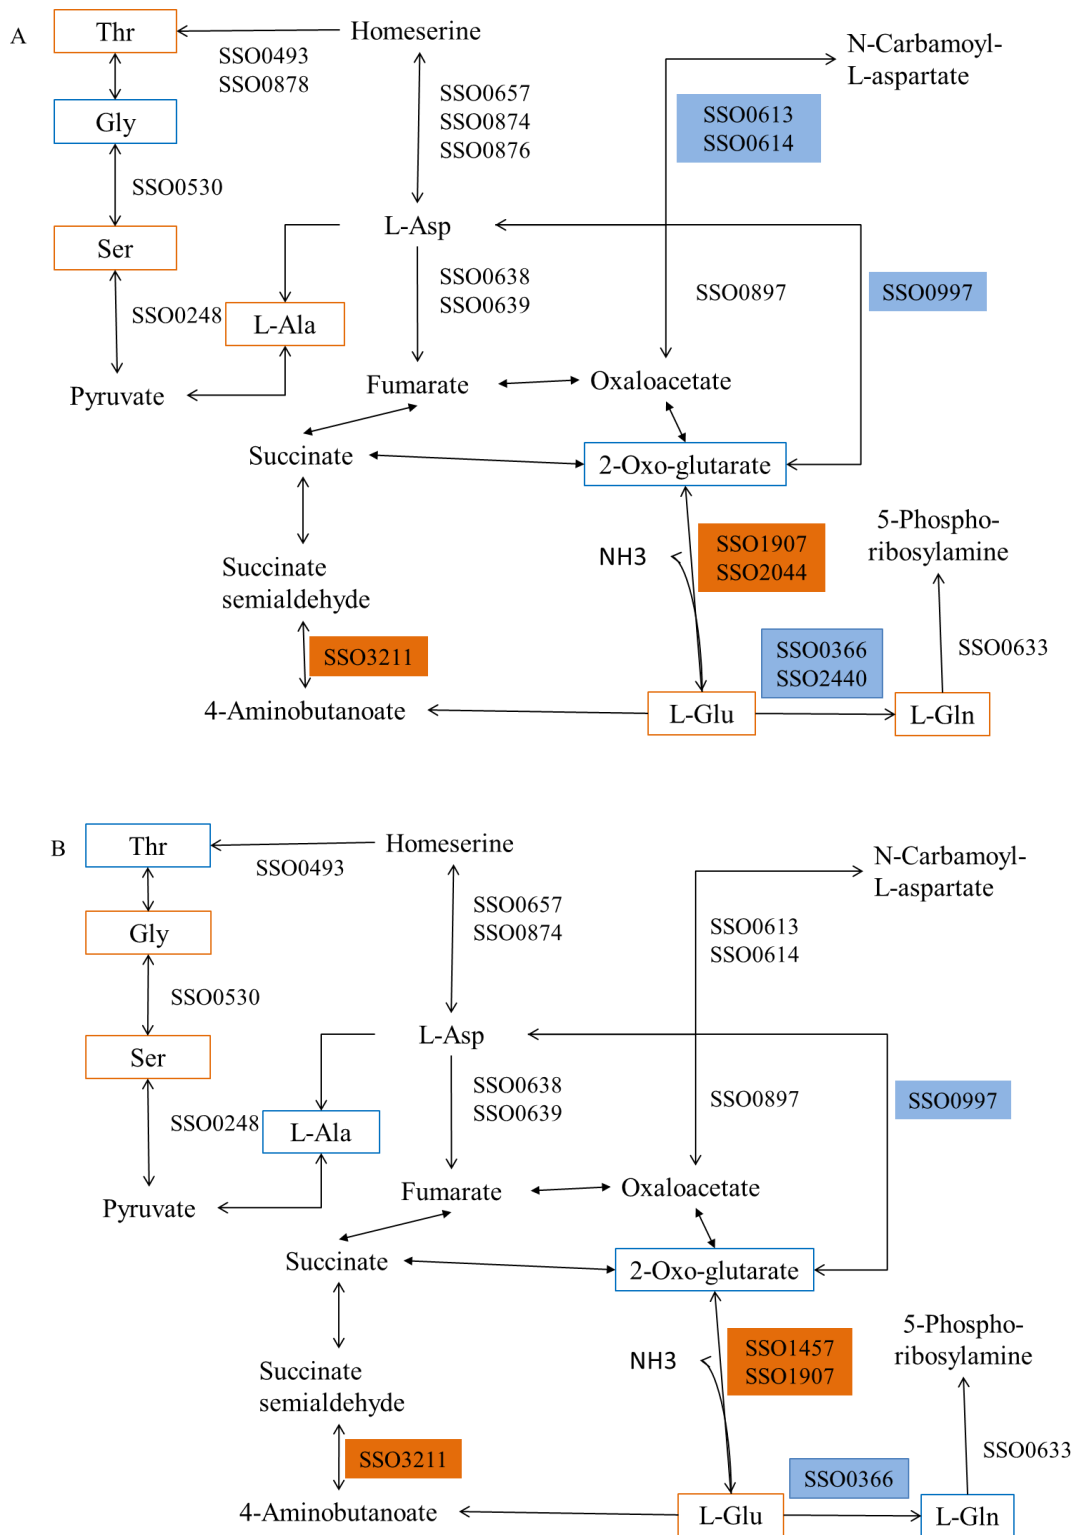 A
Thr
Homeserine
N-Carbamoyl-
L-aspartate
SSO0493
SSO0878
SSO0657
SSO0874
SSO0876
SSO0613
SSO0614
Gly
SSO0530
L-Asp
Ser
SSO0638
SSO0639
SSO0897
SSO0997
SSO0248
L-Ala
Pyruvate
Fumarate
Oxaloacetate
Succinate
2-Oxo-glutarate
5-Phospho-
ribosylamine
NH3
SSO1907
SSO2044
Succinate
semialdehyde
SSO3211
SSO0366
SSO2440
SSO0633
4-Aminobutanoate
L-Glu
L-Gln
B
Thr
Homeserine
N-Carbamoyl-
L-aspartate
SSO0493
SSO0657
SSO0874
SSO0613
SSO0614
Gly
SSO0530
L-Asp
Ser
SSO0638
SSO0639
SSO0897
SSO0997
SSO0248
L-Ala
Pyruvate
Fumarate
Oxaloacetate
Succinate
2-Oxo-glutarate
5-Phospho-
ribosylamine
NH3
SSO1457
SSO1907
Succinate
semialdehyde
SSO3211
SSO0366
SSO0633
4-Aminobutanoate
L-Glu
L-Gln